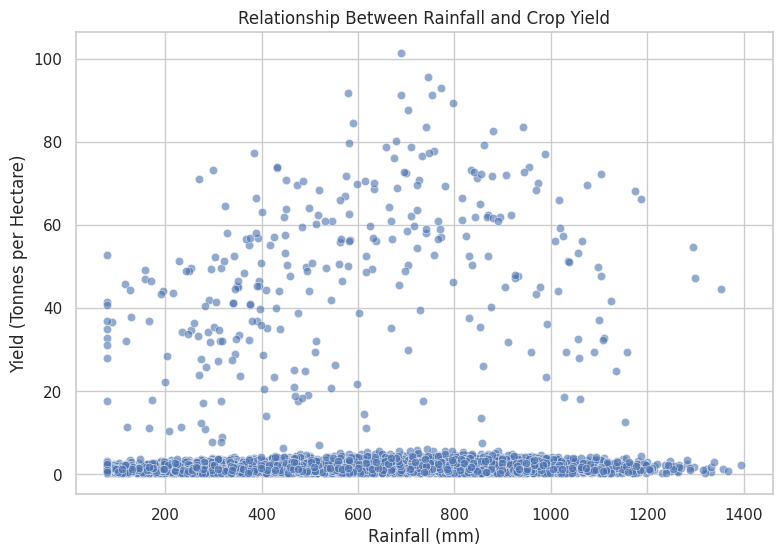 Relationship Between Rainfall and Crop Yield
Yield (Tonnes per Hectare)
100
80
60
40
20
0
200 400 600 800 1000 1200 1400
Rainfall (mm)